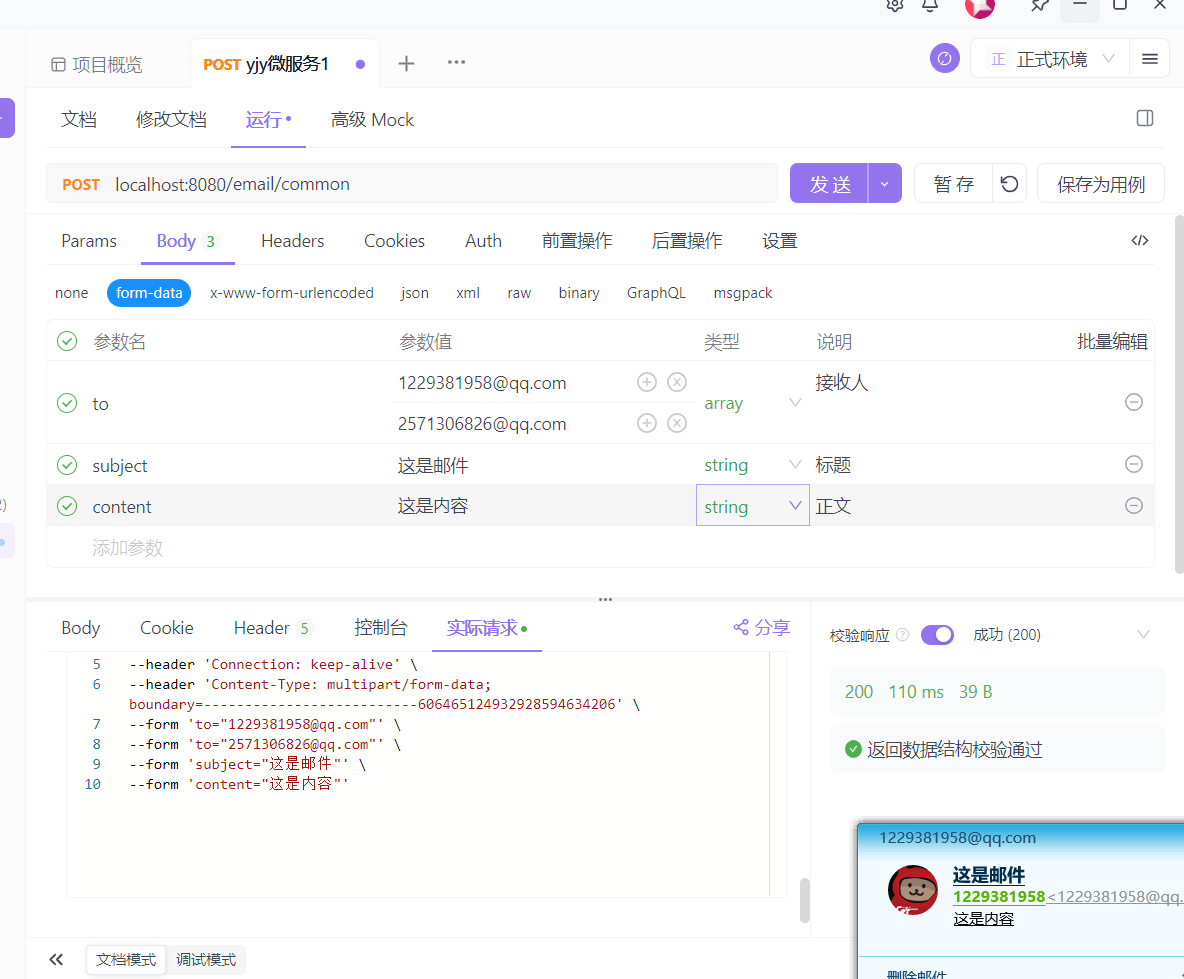 项目概览 POST yjy微服务1 正 正式环境
文档 修改文档 运行 高级 Mock
POST localhost:8080/email/common 发 送 暂 存 保存为用例
Params Body 3 Headers Cookies Auth 前置操作 后置操作 设置
none form-data x-www-form-urlencoded json xml raw binary GraphQL msgpack
参数名 参数值 类型 说明 批量编辑
to 1229381958@qq.com array 接收人
2571306826@qq.com
subject 这是邮件 string 标题
content 这是内容 string 正文
添加参数
Body Cookie Header 5 控制台 实际请求 分享
5 --header 'Connection: keep-alive' \
6 --header 'Content-Type: multipart/form-data;
boundary=--------------------------606465124932928594634206' \
7 --form 'to="1229381958@qq.com"' \
8 --form 'to="2571306826@qq.com"' \
9 --form 'subject="这是邮件"' \
10 --form 'content="这是内容"'
校验响应 成功 (200)
200 110 ms 39 B
返回数据结构校验通过
1229381958@qq.com
这是邮件
1229381958<1229381958@qq.
这是内容
删除邮件
文档模式 调试模式